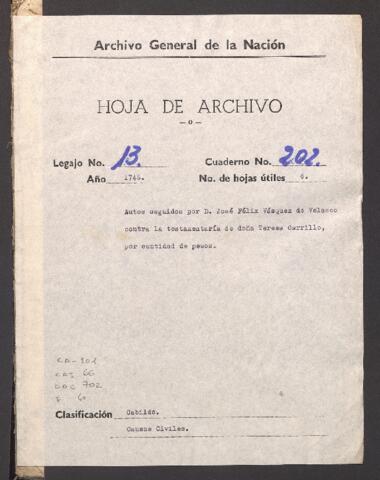 Archivo General de la Nación
HOJA DE ARCHIVO
—o—
Legajo No. 13. Cuaderno No. 202.
Año 1746. No. de hojas útiles 6.
Autos seguidos por D. José Félix Vásquez de Velasco
contra la testamentaría de doña Teresa Carrillo,
por cantidad de pesos.
CA-JO1
CAJ 66
DOC 702
f 6
Clasificación Cabildo.
Causas Civiles.